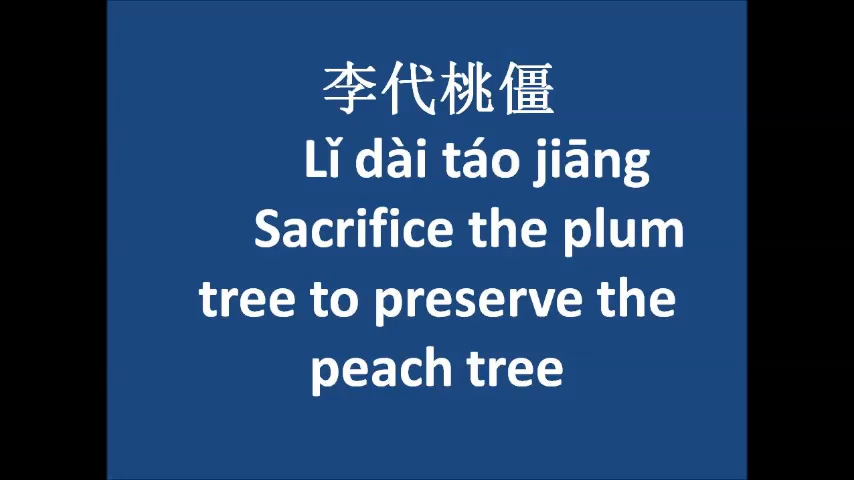 李代桃僵
Lǐ dài táo jiāng
Sacrifice the plum
tree to preserve the
peach tree